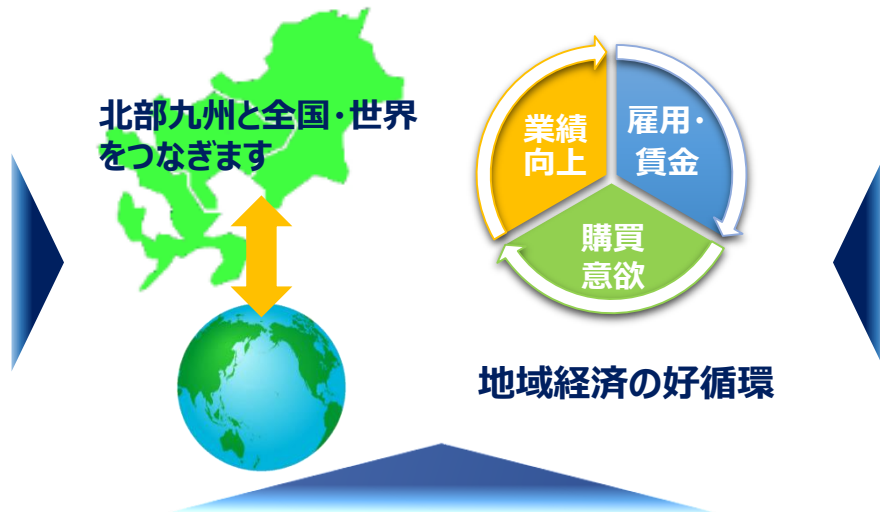 北部九州と全国・世界
をつなぎます
業績
向上
雇用・
賃金
購買
意欲
地域経済の好循環